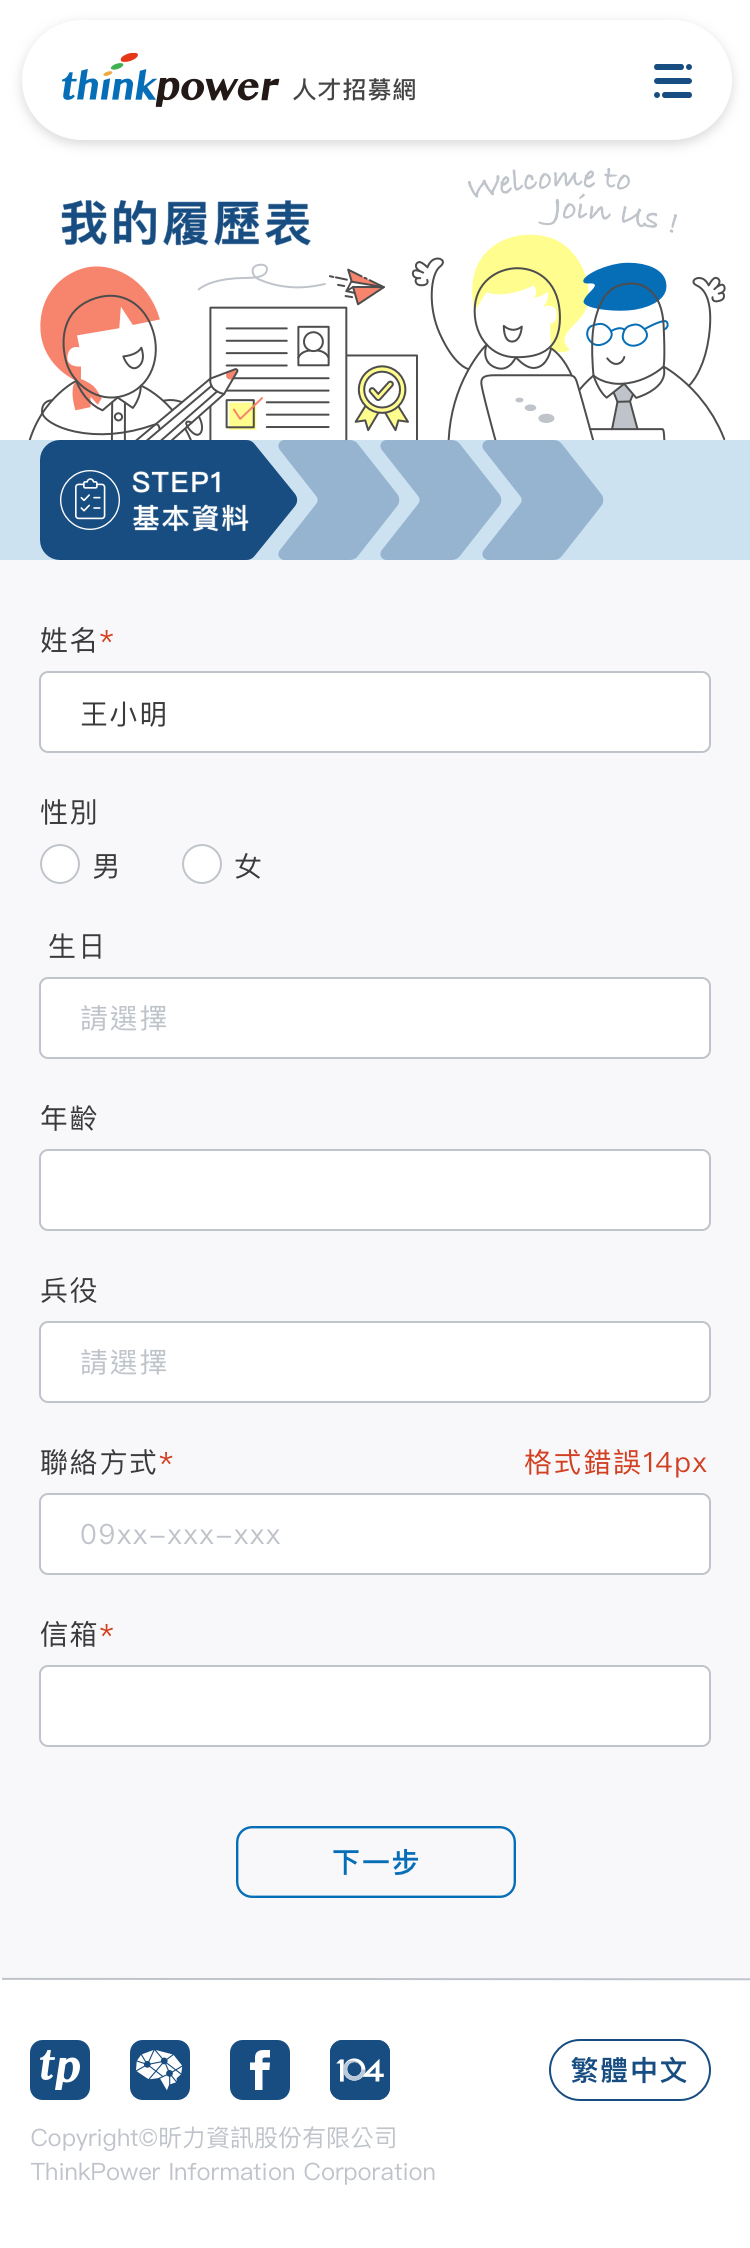 thinkpower 人才招募網
Welcome to
Join Us !
我的履歷表
STEP1
基本資料
姓名*
王小明
性別
男 女
生日
請選擇
年齡
兵役
請選擇
聯絡方式* 格式錯誤14px
09xx-xxx-xxx
信箱*
下一步
tp f 104 繁體中文
Copyright©昕力資訊股份有限公司
ThinkPower Information Corporation